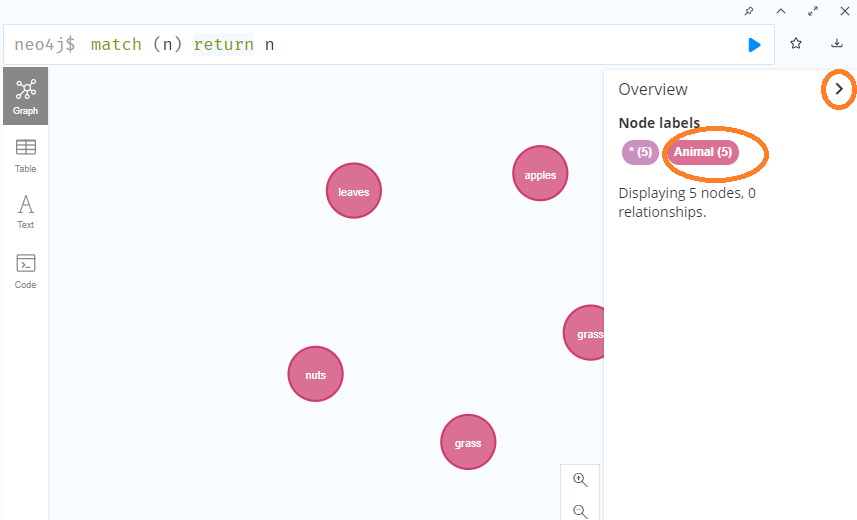 neo4j$ match (n) return n
Graph
Table
Text
Code
leaves
apples
grass
nuts
grass
Overview
Node labels
* (5) Animal (5)
Displaying 5 nodes, 0
relationships.